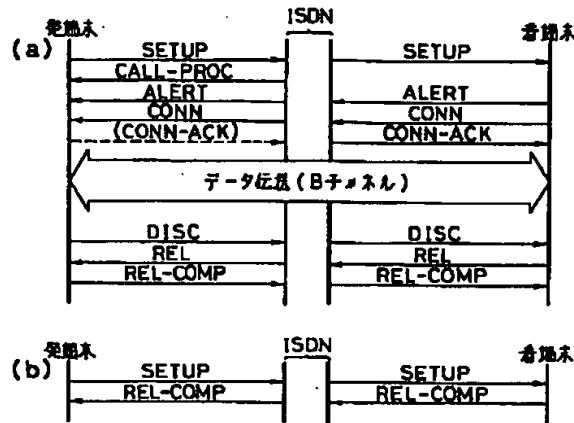 ISDN
発端末 着端末
(a) SETUP SETUP
CALL-PROC
ALERT ALERT
CONN CONN
(CONN-ACK) CONN-ACK
データ伝送(Bチャネル)
DISC DISC
REL REL
REL-COMP REL-COMP
ISDN
発端末 着端末
(b) SETUP SETUP
REL-COMP REL-COMP